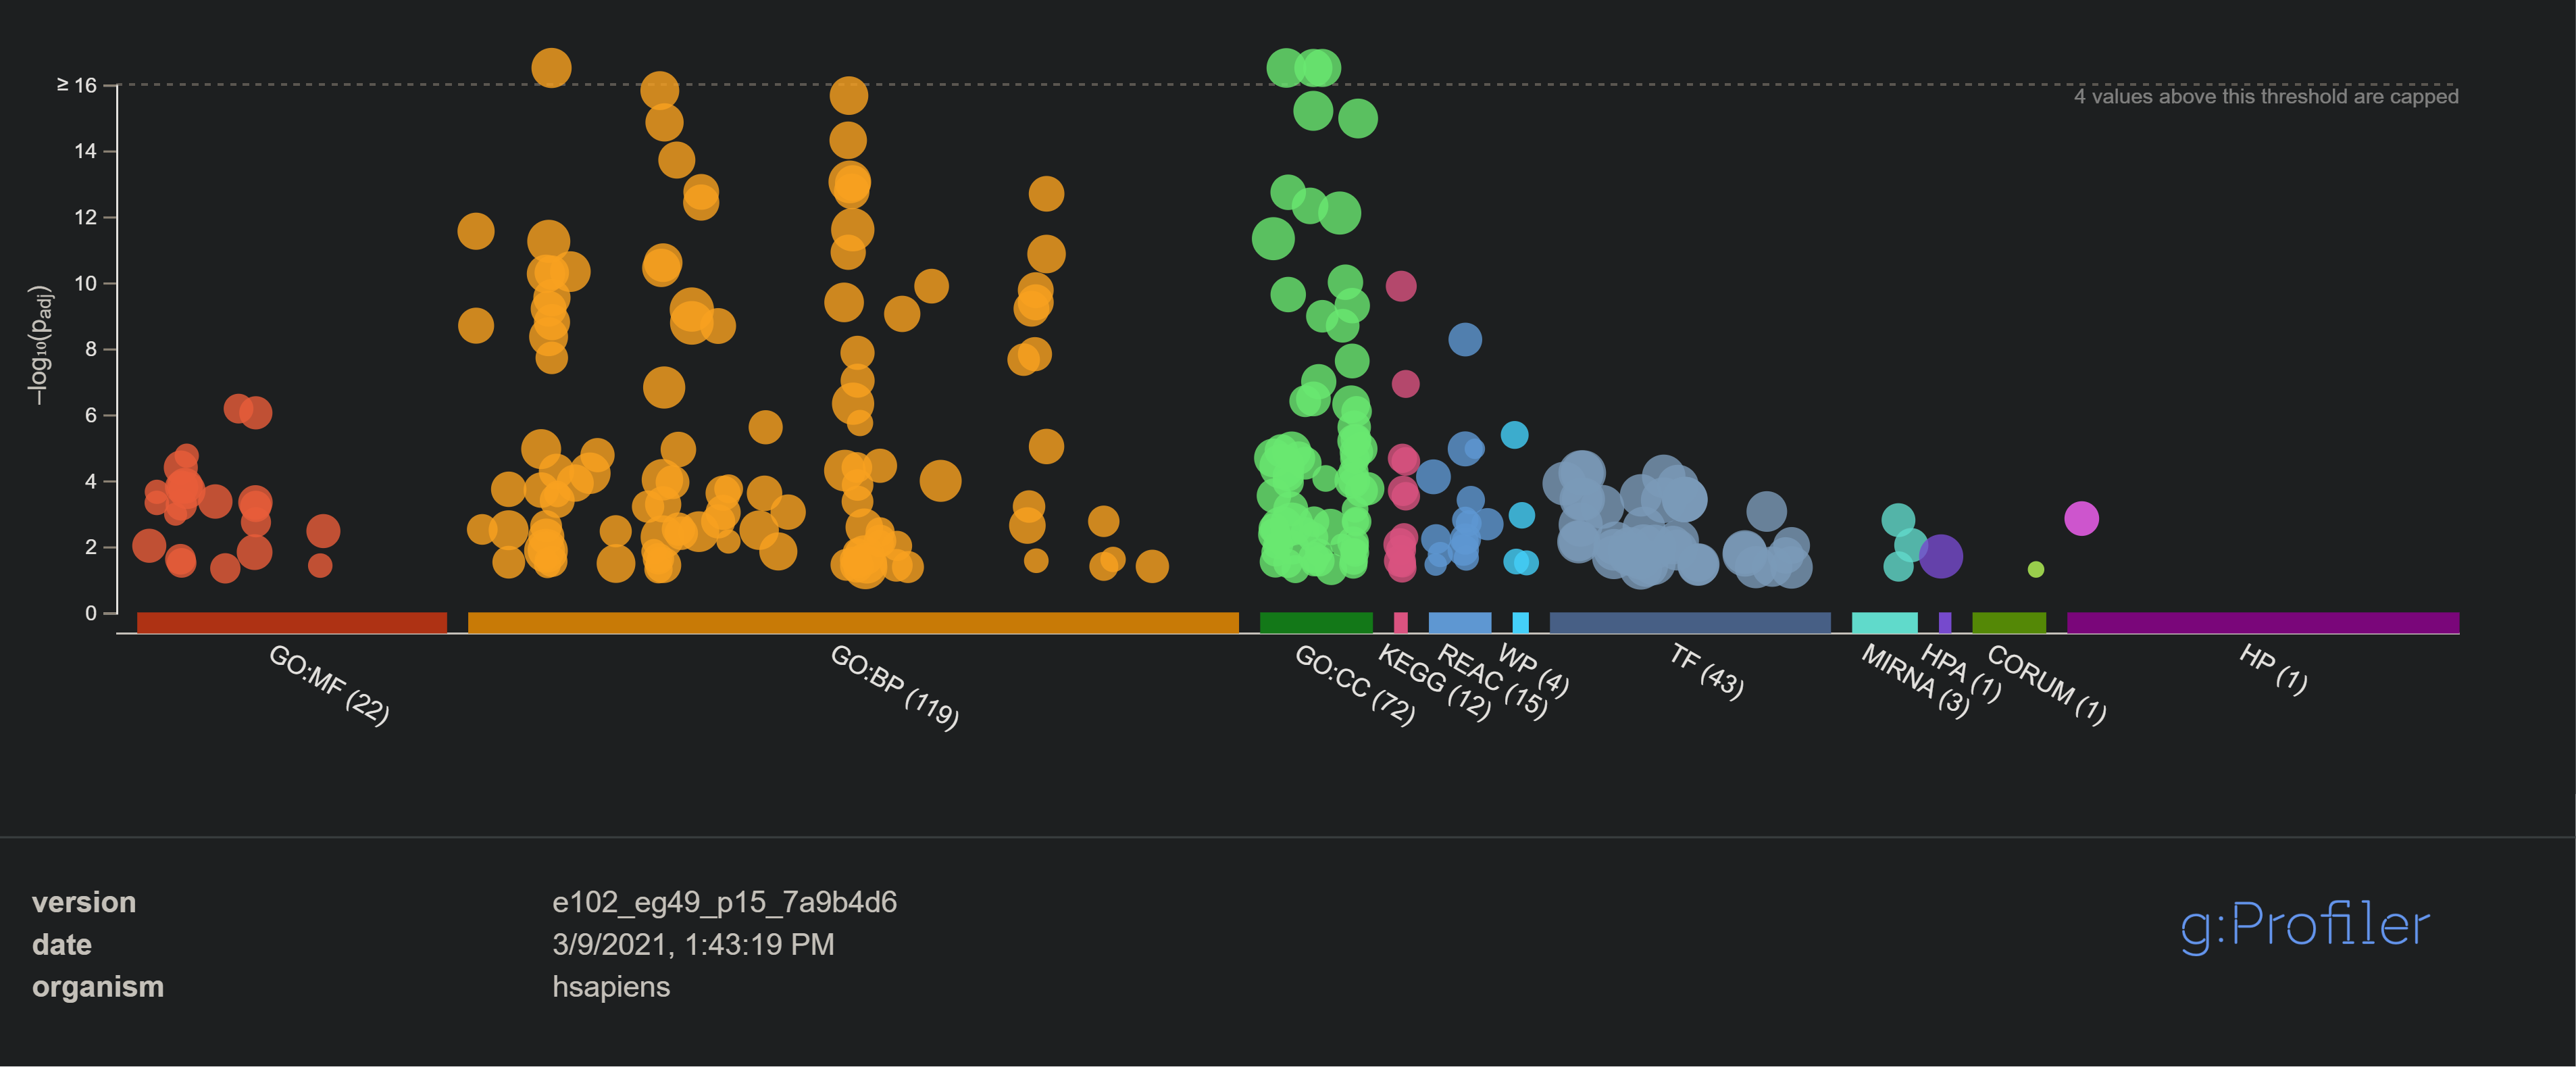 ≥ 16
4 values above this threshold are capped
14
12
10
8
6
4
2
0
−log₁₀(pₐdj)
GO:MF (22)
GO:BP (119)
GO:CC (72)
KEGG (12)
REAC (15)
WP (4)
TF (43)
MIRNA (3)
HPA (1)
CORUM (1)
HP (1)
version e102_eg49_p15_7a9b4d6
date 3/9/2021, 1:43:19 PM
organism hsapiens
g:Profiler